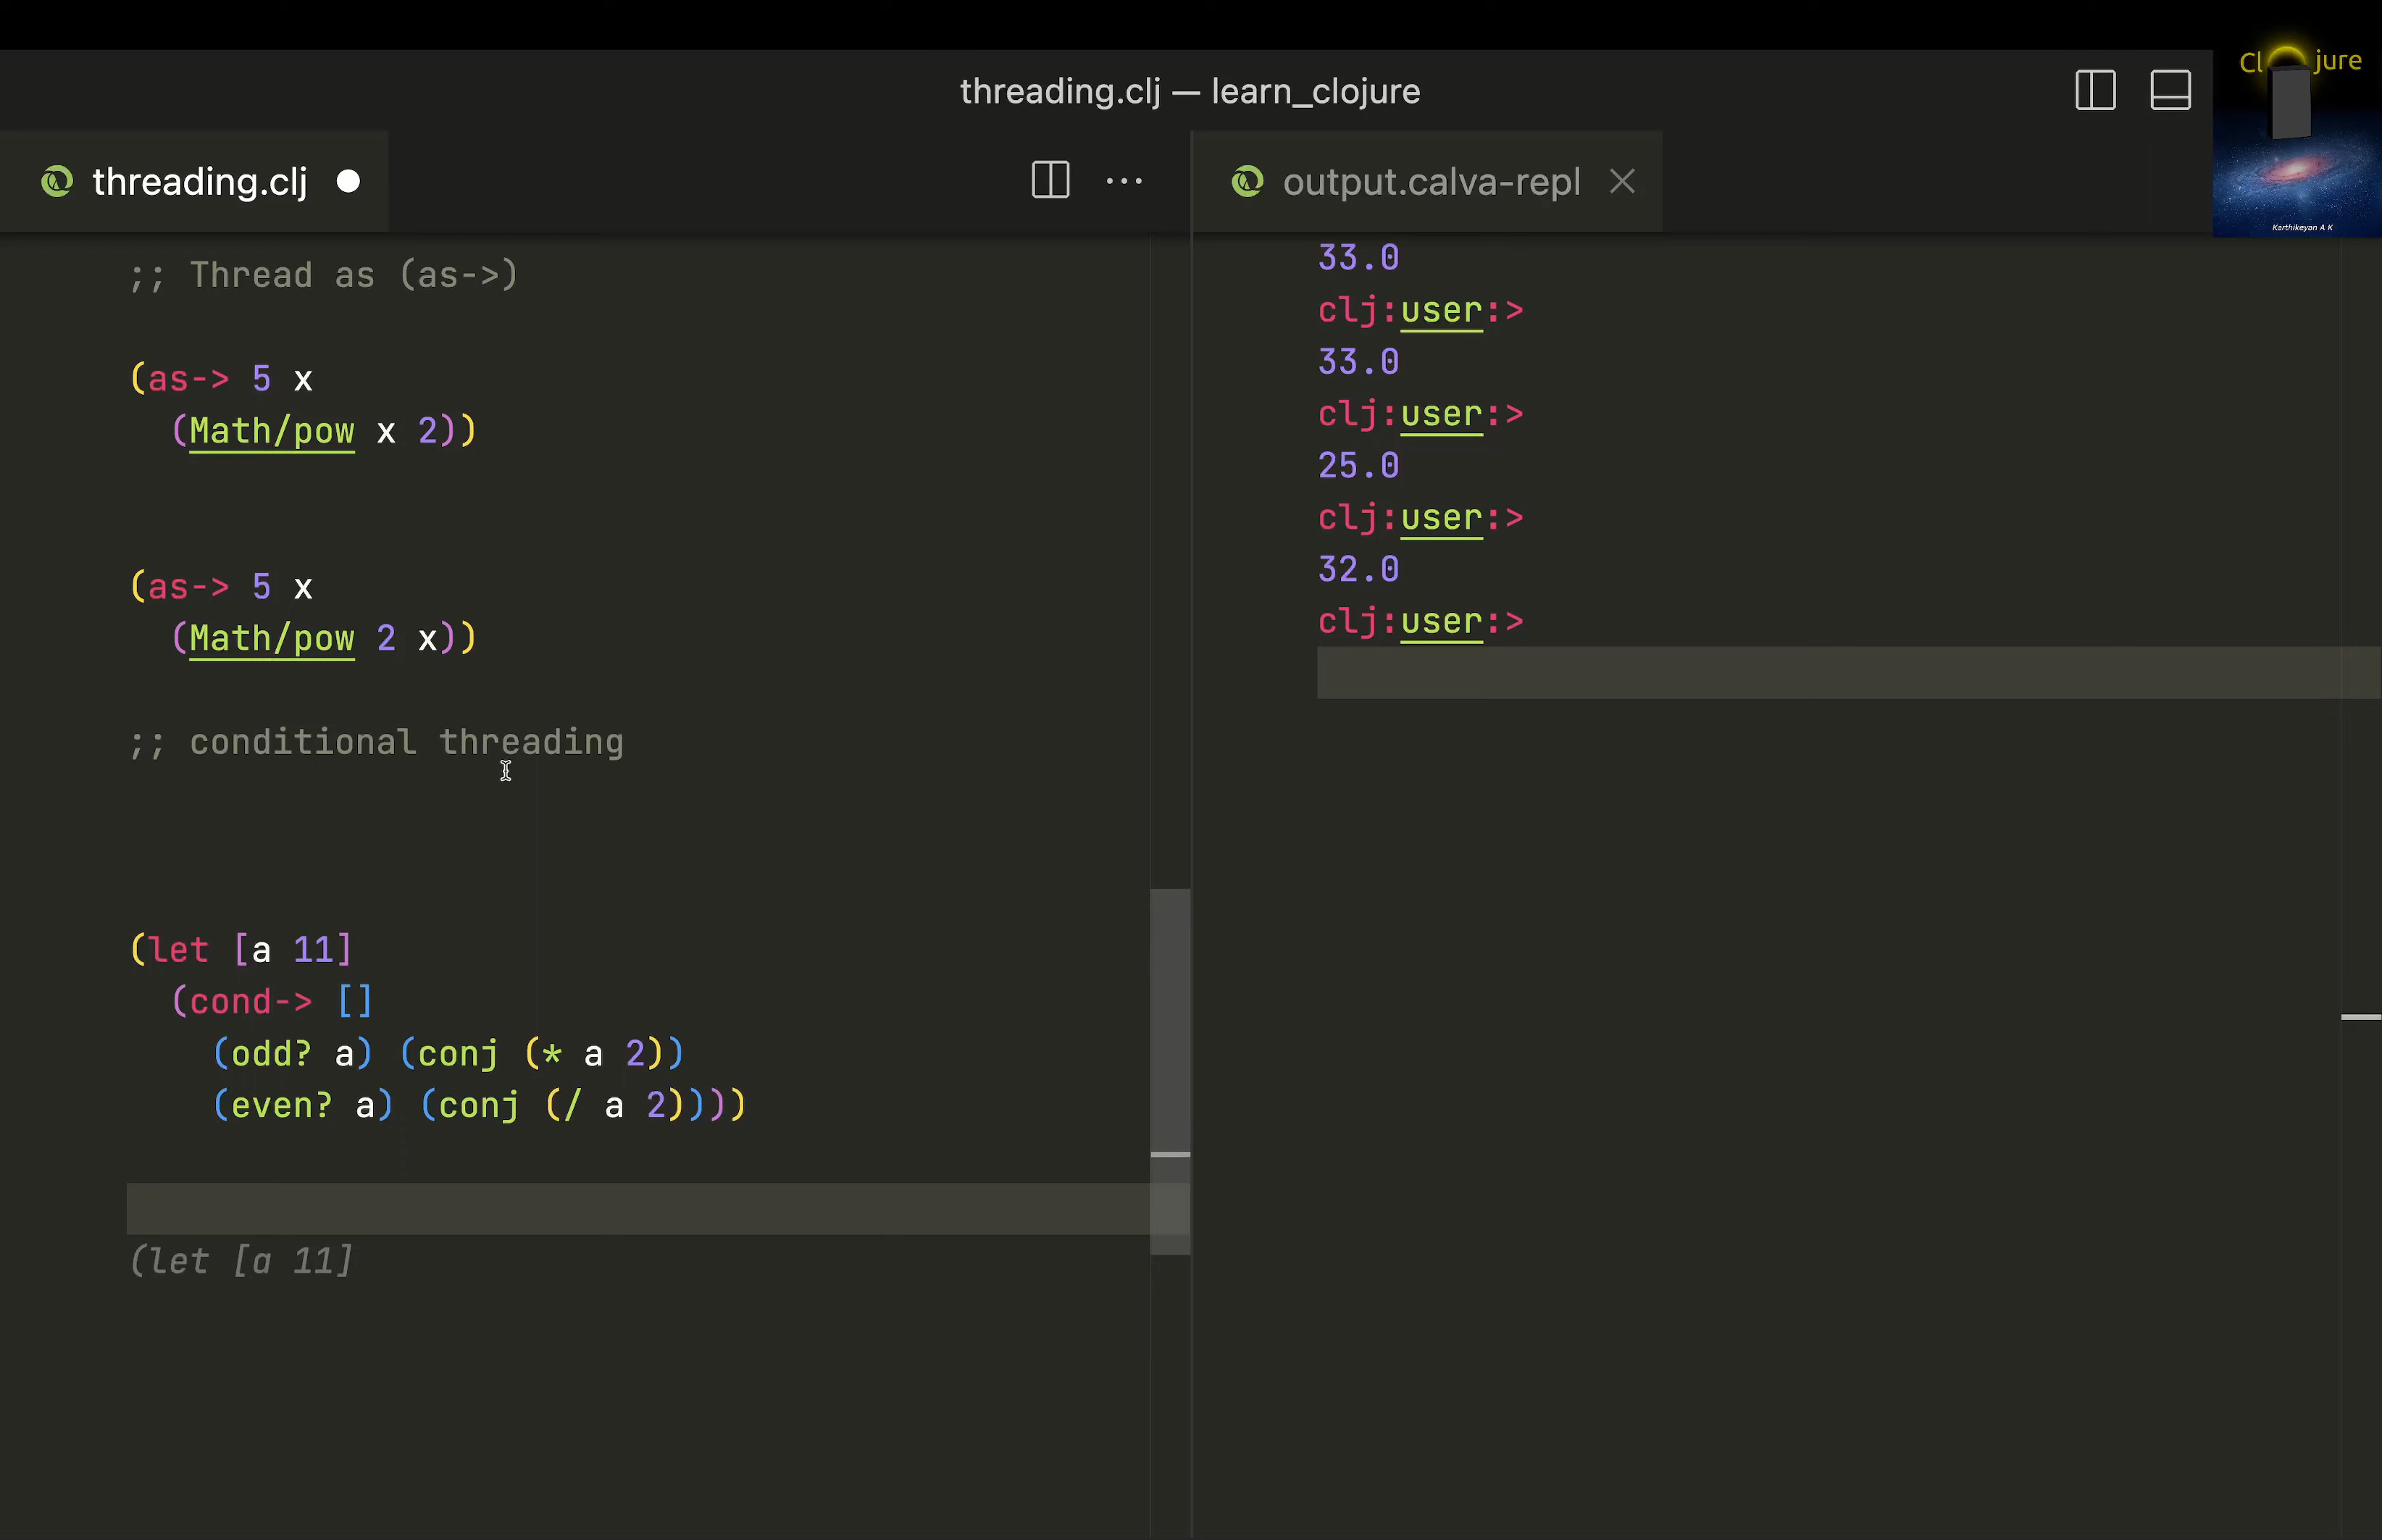 threading.clj — learn_clojure
Clojure
Karthikeyan A K
threading.clj
output.calva-repl
;; Thread as (as->)
(as-> 5 x
(Math/pow x 2))
(as-> 5 x
(Math/pow 2 x))
;; conditional threading
(let [a 11]
(cond-> []
(odd? a) (conj (* a 2))
(even? a) (conj (/ a 2))))
(let [a 11]
33.0
clj:user:>
33.0
clj:user:>
25.0
clj:user:>
32.0
clj:user:>